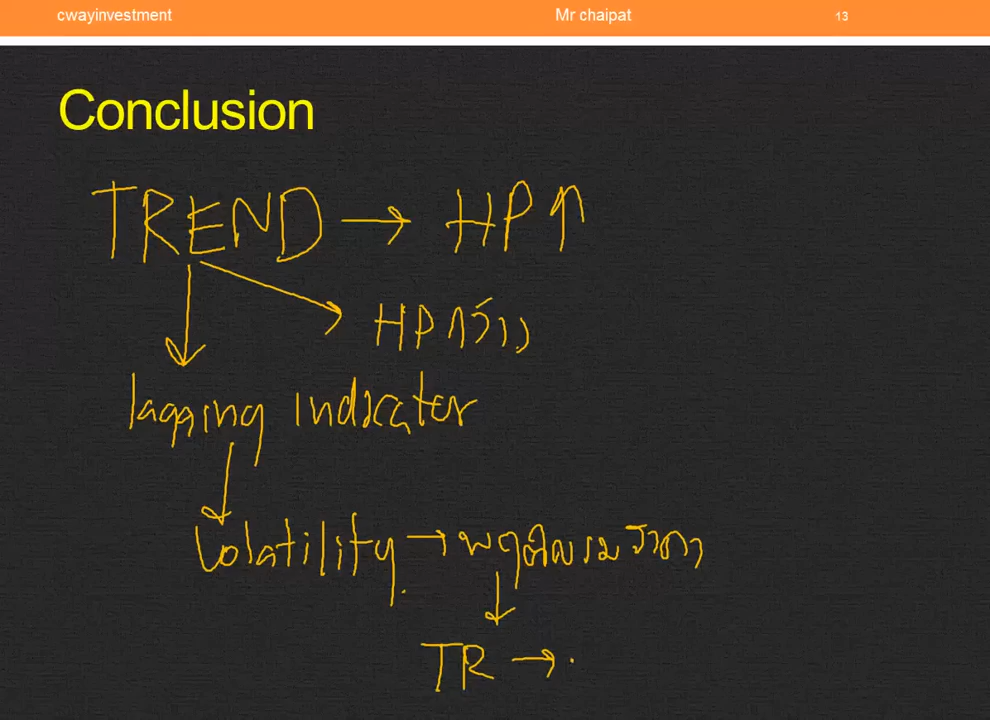 cwayinvestment Mr chaipat 13
Conclusion
TREND → HP↑
HP กว้าง
lagging indicator
Volatility → พฤติกรรมราคา
TR →